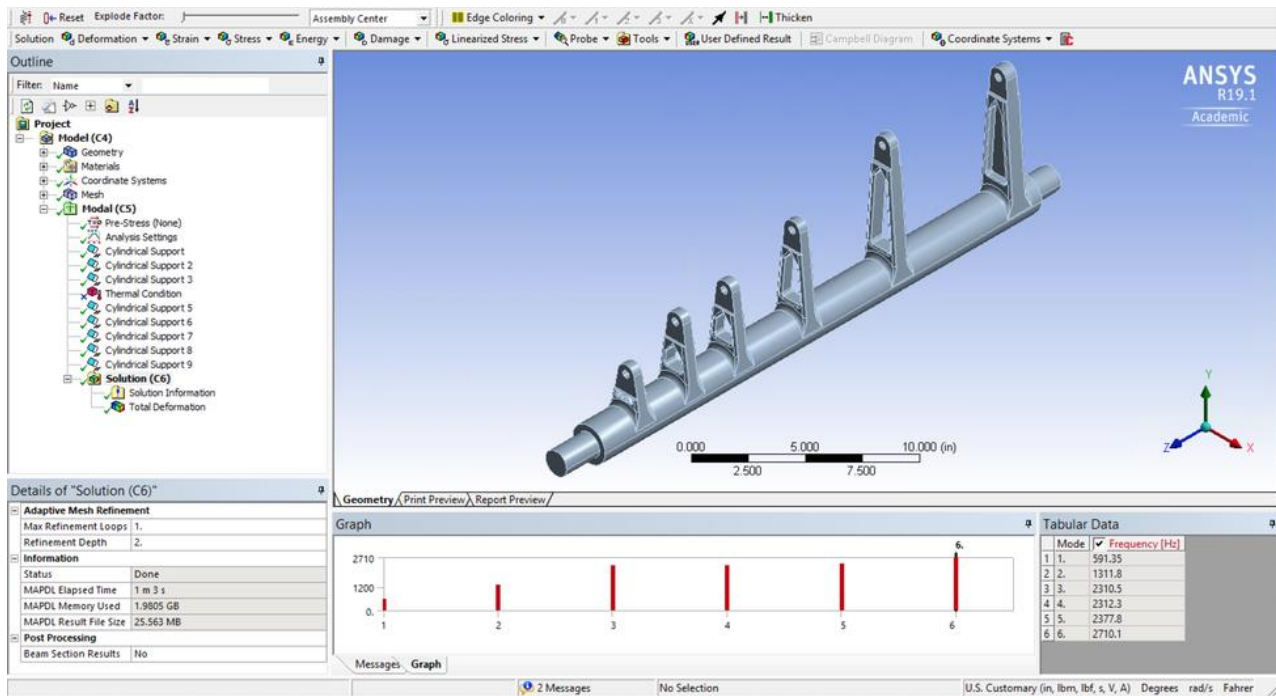 Reset Explode Factor: Assembly Center Edge Coloring Thicken
Solution Deformation Strain Stress Energy Damage Linearized Stress Probe Tools User Defined Result Campbell Diagram Coordinate Systems
Outline
Filter: Name
Project
Model (C4)
Geometry
Materials
Coordinate Systems
Mesh
Modal (C5)
Pre-Stress (None)
Analysis Settings
Cylindrical Support
Cylindrical Support 2
Cylindrical Support 3
Thermal Condition
Cylindrical Support 5
Cylindrical Support 6
Cylindrical Support 7
Cylindrical Support 8
Cylindrical Support 9
Solution (C6)
Solution Information
Total Deformation
ANSYS
R19.1
Academic
Y
Z X
0.000 5.000 10.000 (in)
2.500 7.500
Geometry Print Preview Report Preview
Details of "Solution (C6)"
Adaptive Mesh Refinement
Max Refinement Loops 1.
Refinement Depth 2.
Information
Status Done
MAPDL Elapsed Time 1 m 3 s
MAPDL Memory Used 1.9805 GB
MAPDL Result File Size 25.563 MB
Post Processing
Beam Section Results No
Graph
6.
2710
1200
0.
1 2 3 4 5 6
Messages Graph
Tabular Data
Mode Frequency [Hz]
1 1. 591.35
2 2. 1311.8
3 3. 2310.5
4 4. 2312.3
5 5. 2377.8
6 6. 2710.1
2 Messages No Selection U.S. Customary (in, lbm, lbf, s, V, A) Degrees rad/s Fahrer